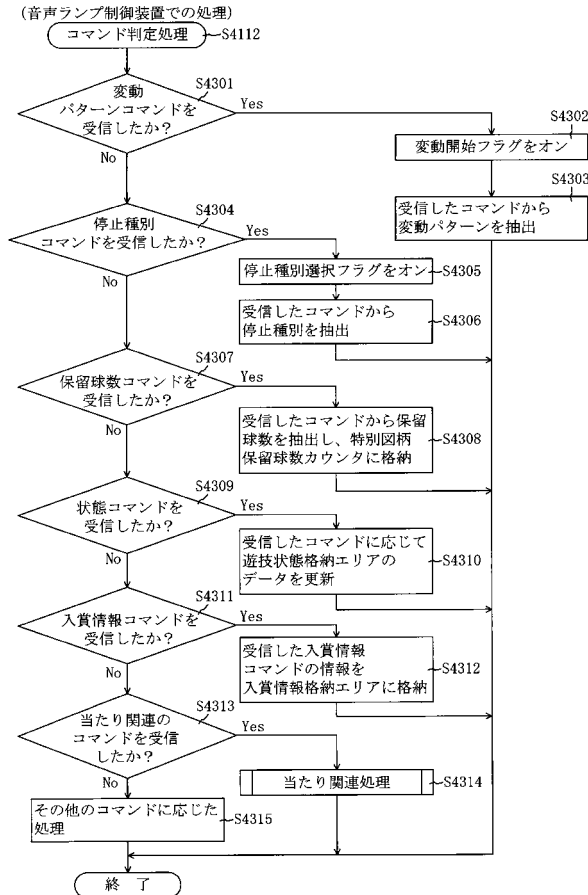 (音声ランプ制御装置での処理)
コマンド判定処理
S4112
変動
パターンコマンドを
受信したか?
S4301
Yes
No
変動開始フラグをオン
S4302
受信したコマンドから
変動パターンを抽出
S4303
停止種別
コマンドを受信したか?
S4304
Yes
No
停止種別選択フラグをオン
S4305
受信したコマンドから
停止種別を抽出
S4306
保留球数コマンドを
受信したか?
S4307
Yes
No
受信したコマンドから保留
球数を抽出し、特別図柄
保留球数カウンタに格納
S4308
状態コマンドを
受信したか?
S4309
Yes
No
受信したコマンドに応じて
遊技状態格納エリアの
データを更新
S4310
入賞情報コマンドを
受信したか?
S4311
Yes
No
受信した入賞情報
コマンドの情報を
入賞情報格納エリアに格納
S4312
当たり関連の
コマンドを受信
したか?
S4313
Yes
No
当たり関連処理
S4314
その他のコマンドに応じた
処理
S4315
終 了